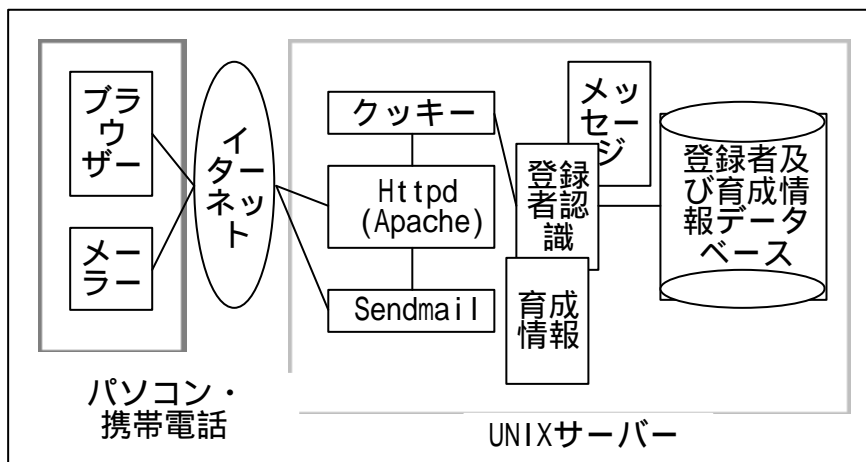 ブラ
ウ
ザー
メー
ラー
インターネット
クッキー
Httpd
(Apache)
Sendmail
メッ
セー
ジ
登録
者認
識
育成
情報
登録者及
び育成情
報データ
ベース
パソコン・
携帯電話
UNIXサーバー